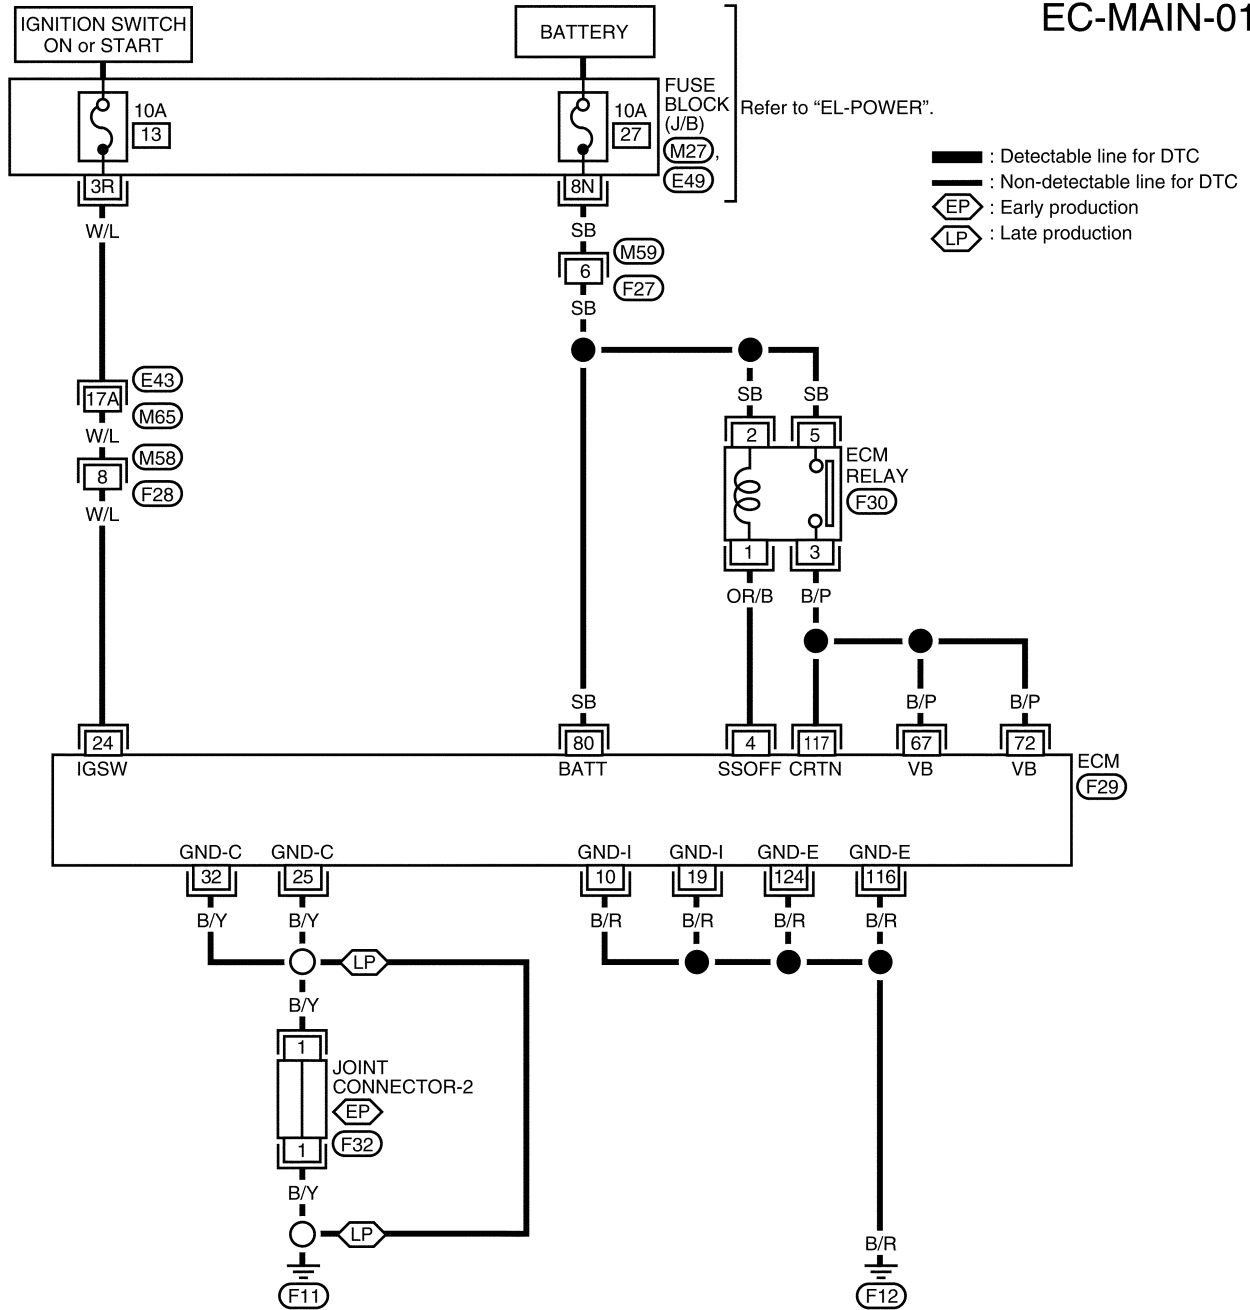 EC-MAIN-01
IGNITION SWITCH
ON or START
BATTERY
10A
13
10A
27
FUSE
BLOCK
(J/B)
M27,
E49
Refer to “EL-POWER”.
: Detectable line for DTC
: Non-detectable line for DTC
EP : Early production
LP : Late production
3R
8N
W/L
SB
6
M59
F27
SB
17A
E43
M65
W/L
8
M58
F28
W/L
SB
SB
2
5
ECM
RELAY
F30
1
3
OR/B
B/P
SB
B/P
B/P
24
80
4
117
67
72
IGSW
BATT
SSOFF
CRTN
VB
VB
ECM
F29
GND-C
GND-C
GND-I
GND-I
GND-E
GND-E
32
25
10
19
124
116
B/Y
B/Y
B/R
B/R
B/R
B/R
LP
B/Y
1
JOINT
CONNECTOR-2
EP
F32
1
B/Y
LP
B/R
F11
F12